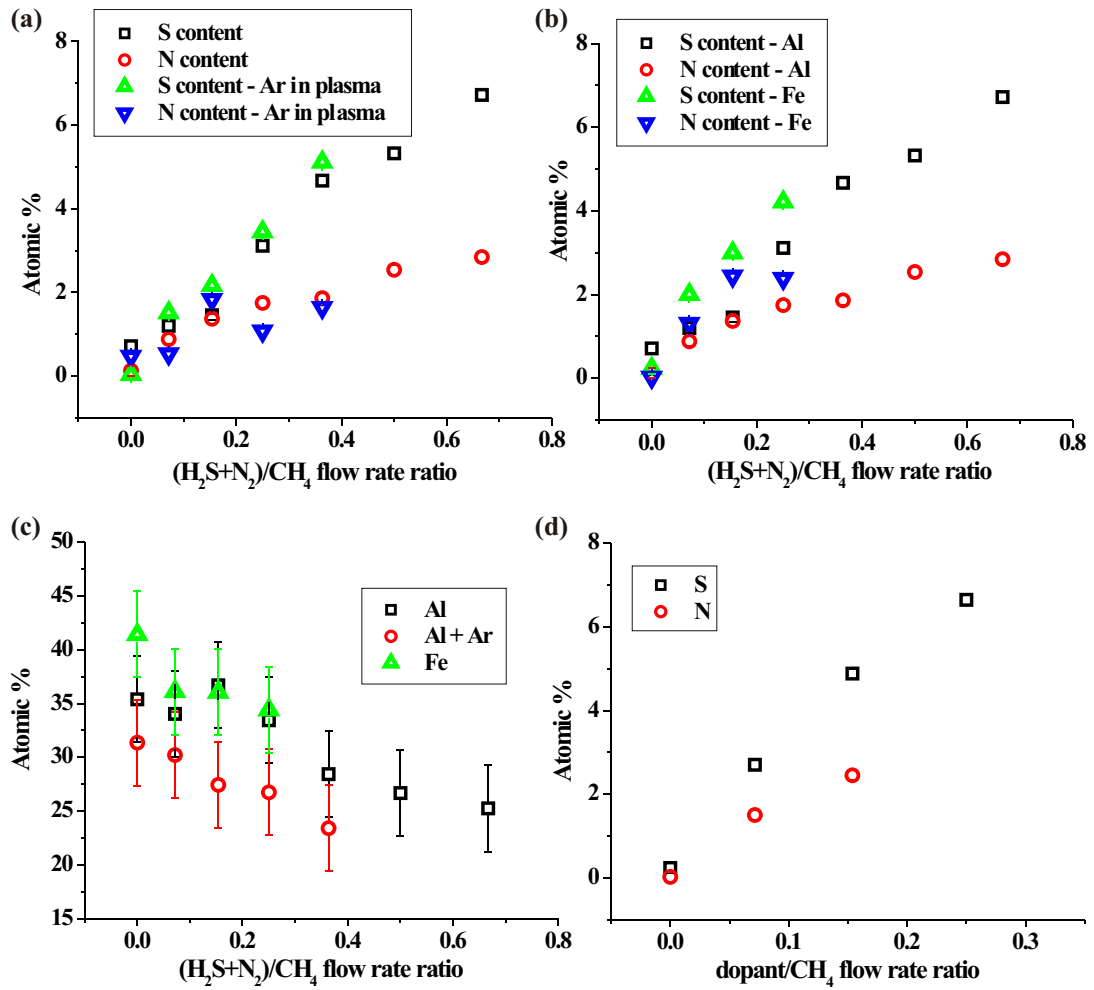 (a)
S content
N content
S content - Ar in plasma
N content - Ar in plasma
8
6
4
2
0
Atomic %
0.0 0.2 0.4 0.6 0.8
(H₂S+N₂)/CH₄ flow rate ratio
(b)
S content - Al
N content - Al
S content - Fe
N content - Fe
8
6
4
2
0
Atomic %
0.0 0.2 0.4 0.6 0.8
(H₂S+N₂)/CH₄ flow rate ratio
(c)
Al
Al + Ar
Fe
50
45
40
35
30
25
20
15
Atomic %
0.0 0.2 0.4 0.6 0.8
(H₂S+N₂)/CH₄ flow rate ratio
(d)
S
N
8
6
4
2
0
Atomic %
0.0 0.1 0.2 0.3
dopant/CH₄ flow rate ratio